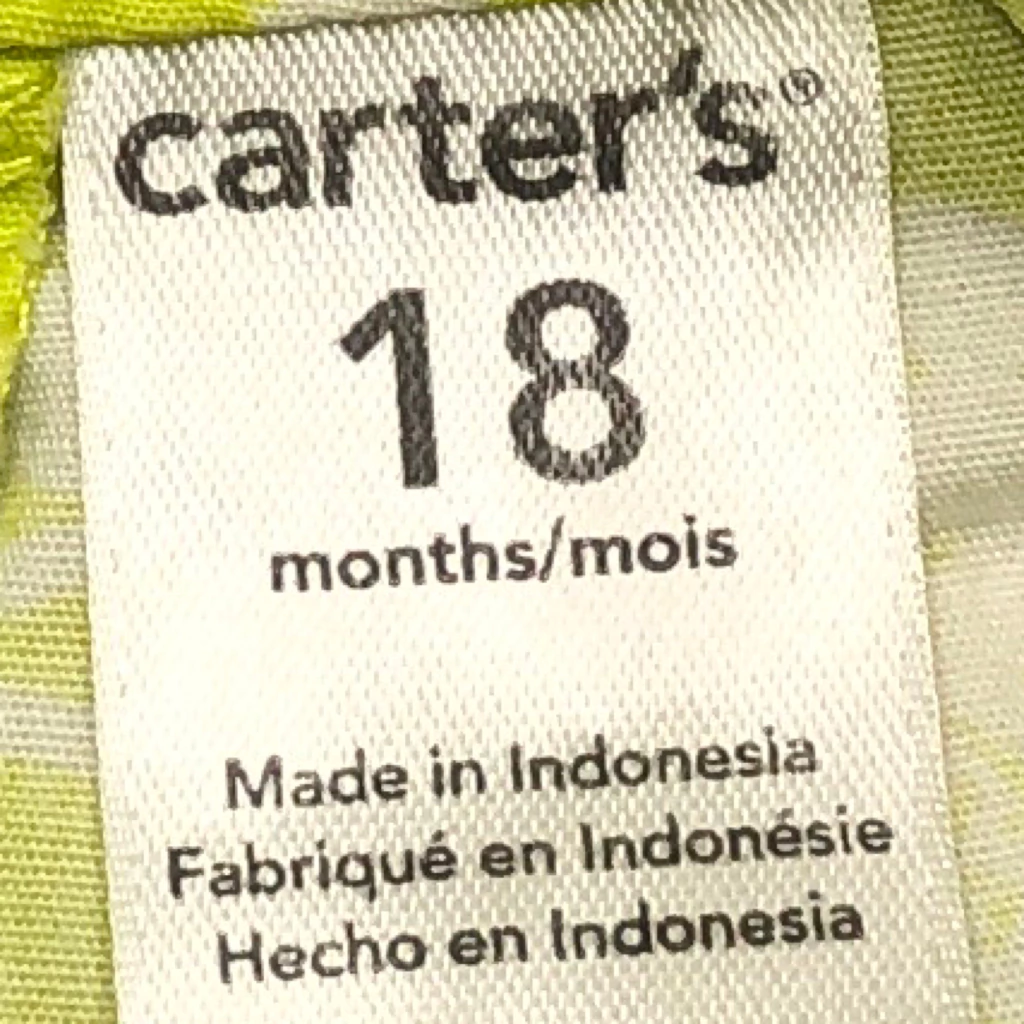 carter's®
18
months/mois
Made in Indonesia
Fabriqué en Indonésie
Hecho en Indonesia